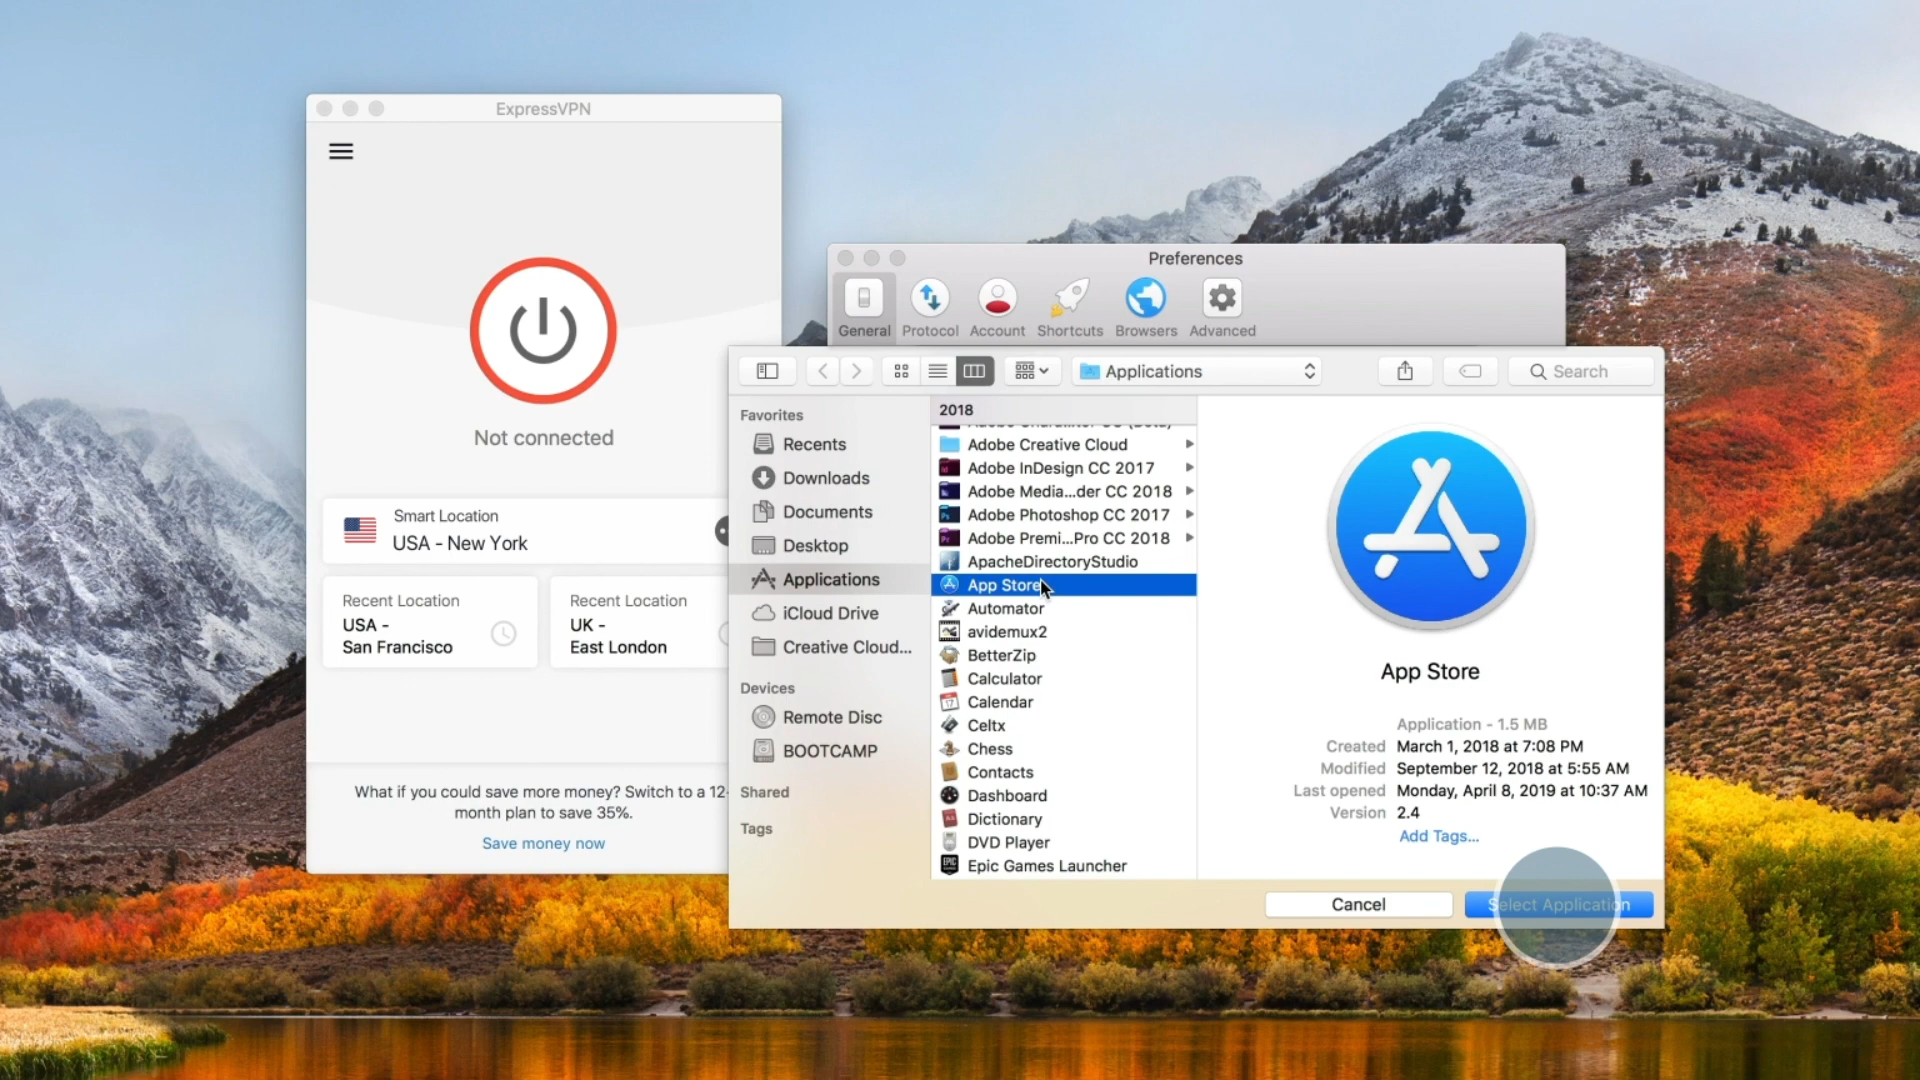 ExpressVPN
Not connected
Smart Location
USA - New York
Recent Location
USA -
San Francisco
Recent Location
UK -
East London
What if you could save more money? Switch to a 12-
month plan to save 35%.
Save money now
Preferences
General
Protocol
Account
Shortcuts
Browsers
Advanced
Applications
Search
Favorites
Recents
Downloads
Documents
Desktop
Applications
iCloud Drive
Creative Cloud...
Devices
Remote Disc
BOOTCAMP
Shared
Tags
2018
Adobe Creative Cloud
Adobe InDesign CC 2017
Adobe Media...der CC 2018
Adobe Photoshop CC 2017
Adobe Premi...Pro CC 2018
ApacheDirectoryStudio
App Store
Automator
avidemux2
BetterZip
Calculator
Calendar
Celtx
Chess
Contacts
Dashboard
Dictionary
DVD Player
Epic Games Launcher
App Store
Application - 1.5 MB
Created March 1, 2018 at 7:08 PM
Modified September 12, 2018 at 5:55 AM
Last opened Monday, April 8, 2019 at 10:37 AM
Version 2.4
Add Tags...
Cancel
Select Application